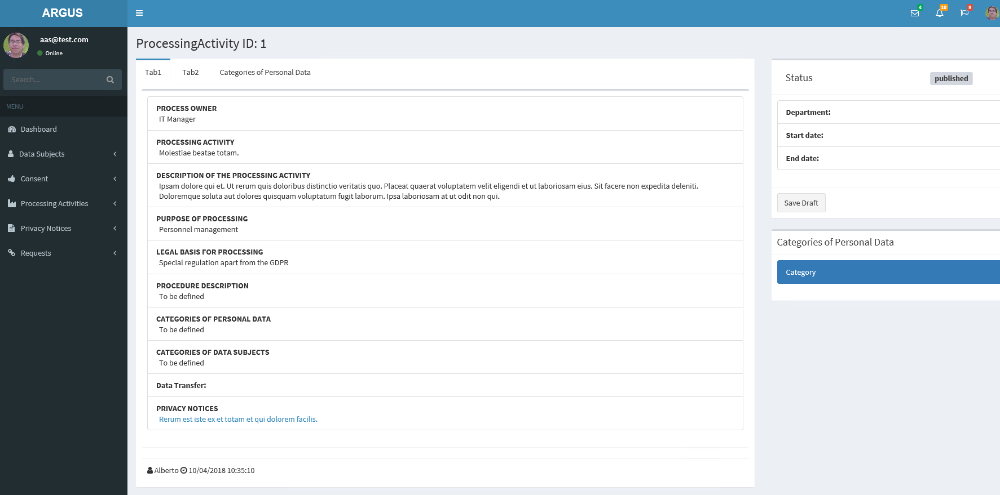 ARGUS
4
10
9
aas@test.com
Online
Search...
MENU
Dashboard
Data Subjects
Consent
Processing Activities
Privacy Notices
Requests
ProcessingActivity ID: 1
Tab1
Tab2
Categories of Personal Data
PROCESS OWNER
IT Manager
PROCESSING ACTIVITY
Molestiae beatae totam.
DESCRIPTION OF THE PROCESSING ACTIVITY
Ipsam dolore qui et. Ut rerum quis doloribus distinctio veritatis quo. Placeat quaerat voluptatem velit eligendi et ut laboriosam eius. Sit facere non expedita deleniti.
Doloremque soluta aut dolores quisquam voluptatum fugit laborum. Ipsa laboriosam at ut odit non qui.
PURPOSE OF PROCESSING
Personnel management
LEGAL BASIS FOR PROCESSING
Special regulation apart from the GDPR
PROCEDURE DESCRIPTION
To be defined
CATEGORIES OF PERSONAL DATA
To be defined
CATEGORIES OF DATA SUBJECTS
To be defined
Data Transfer:
PRIVACY NOTICES
Rerum est iste ex et totam et qui dolorem facilis.
Alberto 10/04/2018 10:35:10
Status
published
Department:
Start date:
End date:
Save Draft
Categories of Personal Data
Category